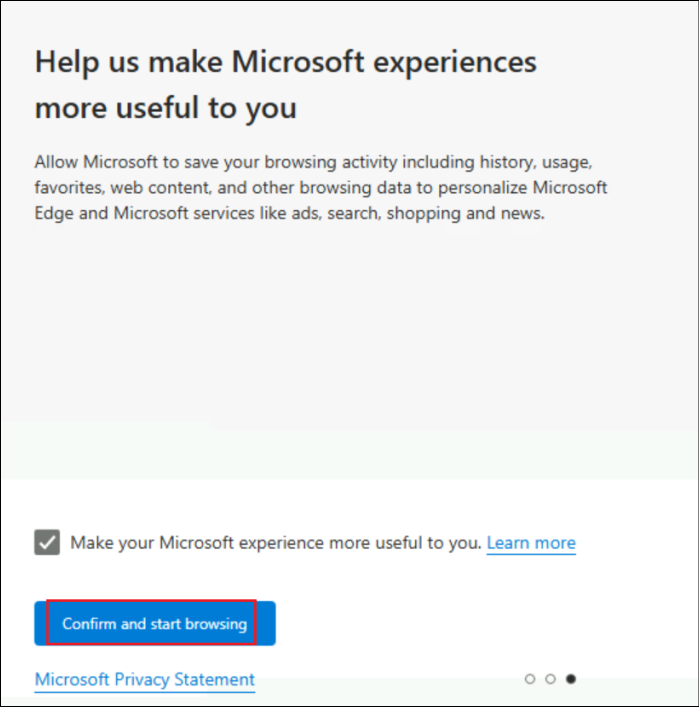 Help us make Microsoft experiences
more useful to you
Allow Microsoft to save your browsing activity including history, usage,
favorites, web content, and other browsing data to personalize Microsoft
Edge and Microsoft services like ads, search, shopping and news.
Make your Microsoft experience more useful to you. Learn more
Confirm and start browsing
Microsoft Privacy Statement